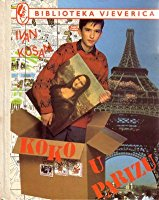 BIBLIOTEKA VJEVERICA
IVAN
KUŠAN
KOKO
U
PARIZU